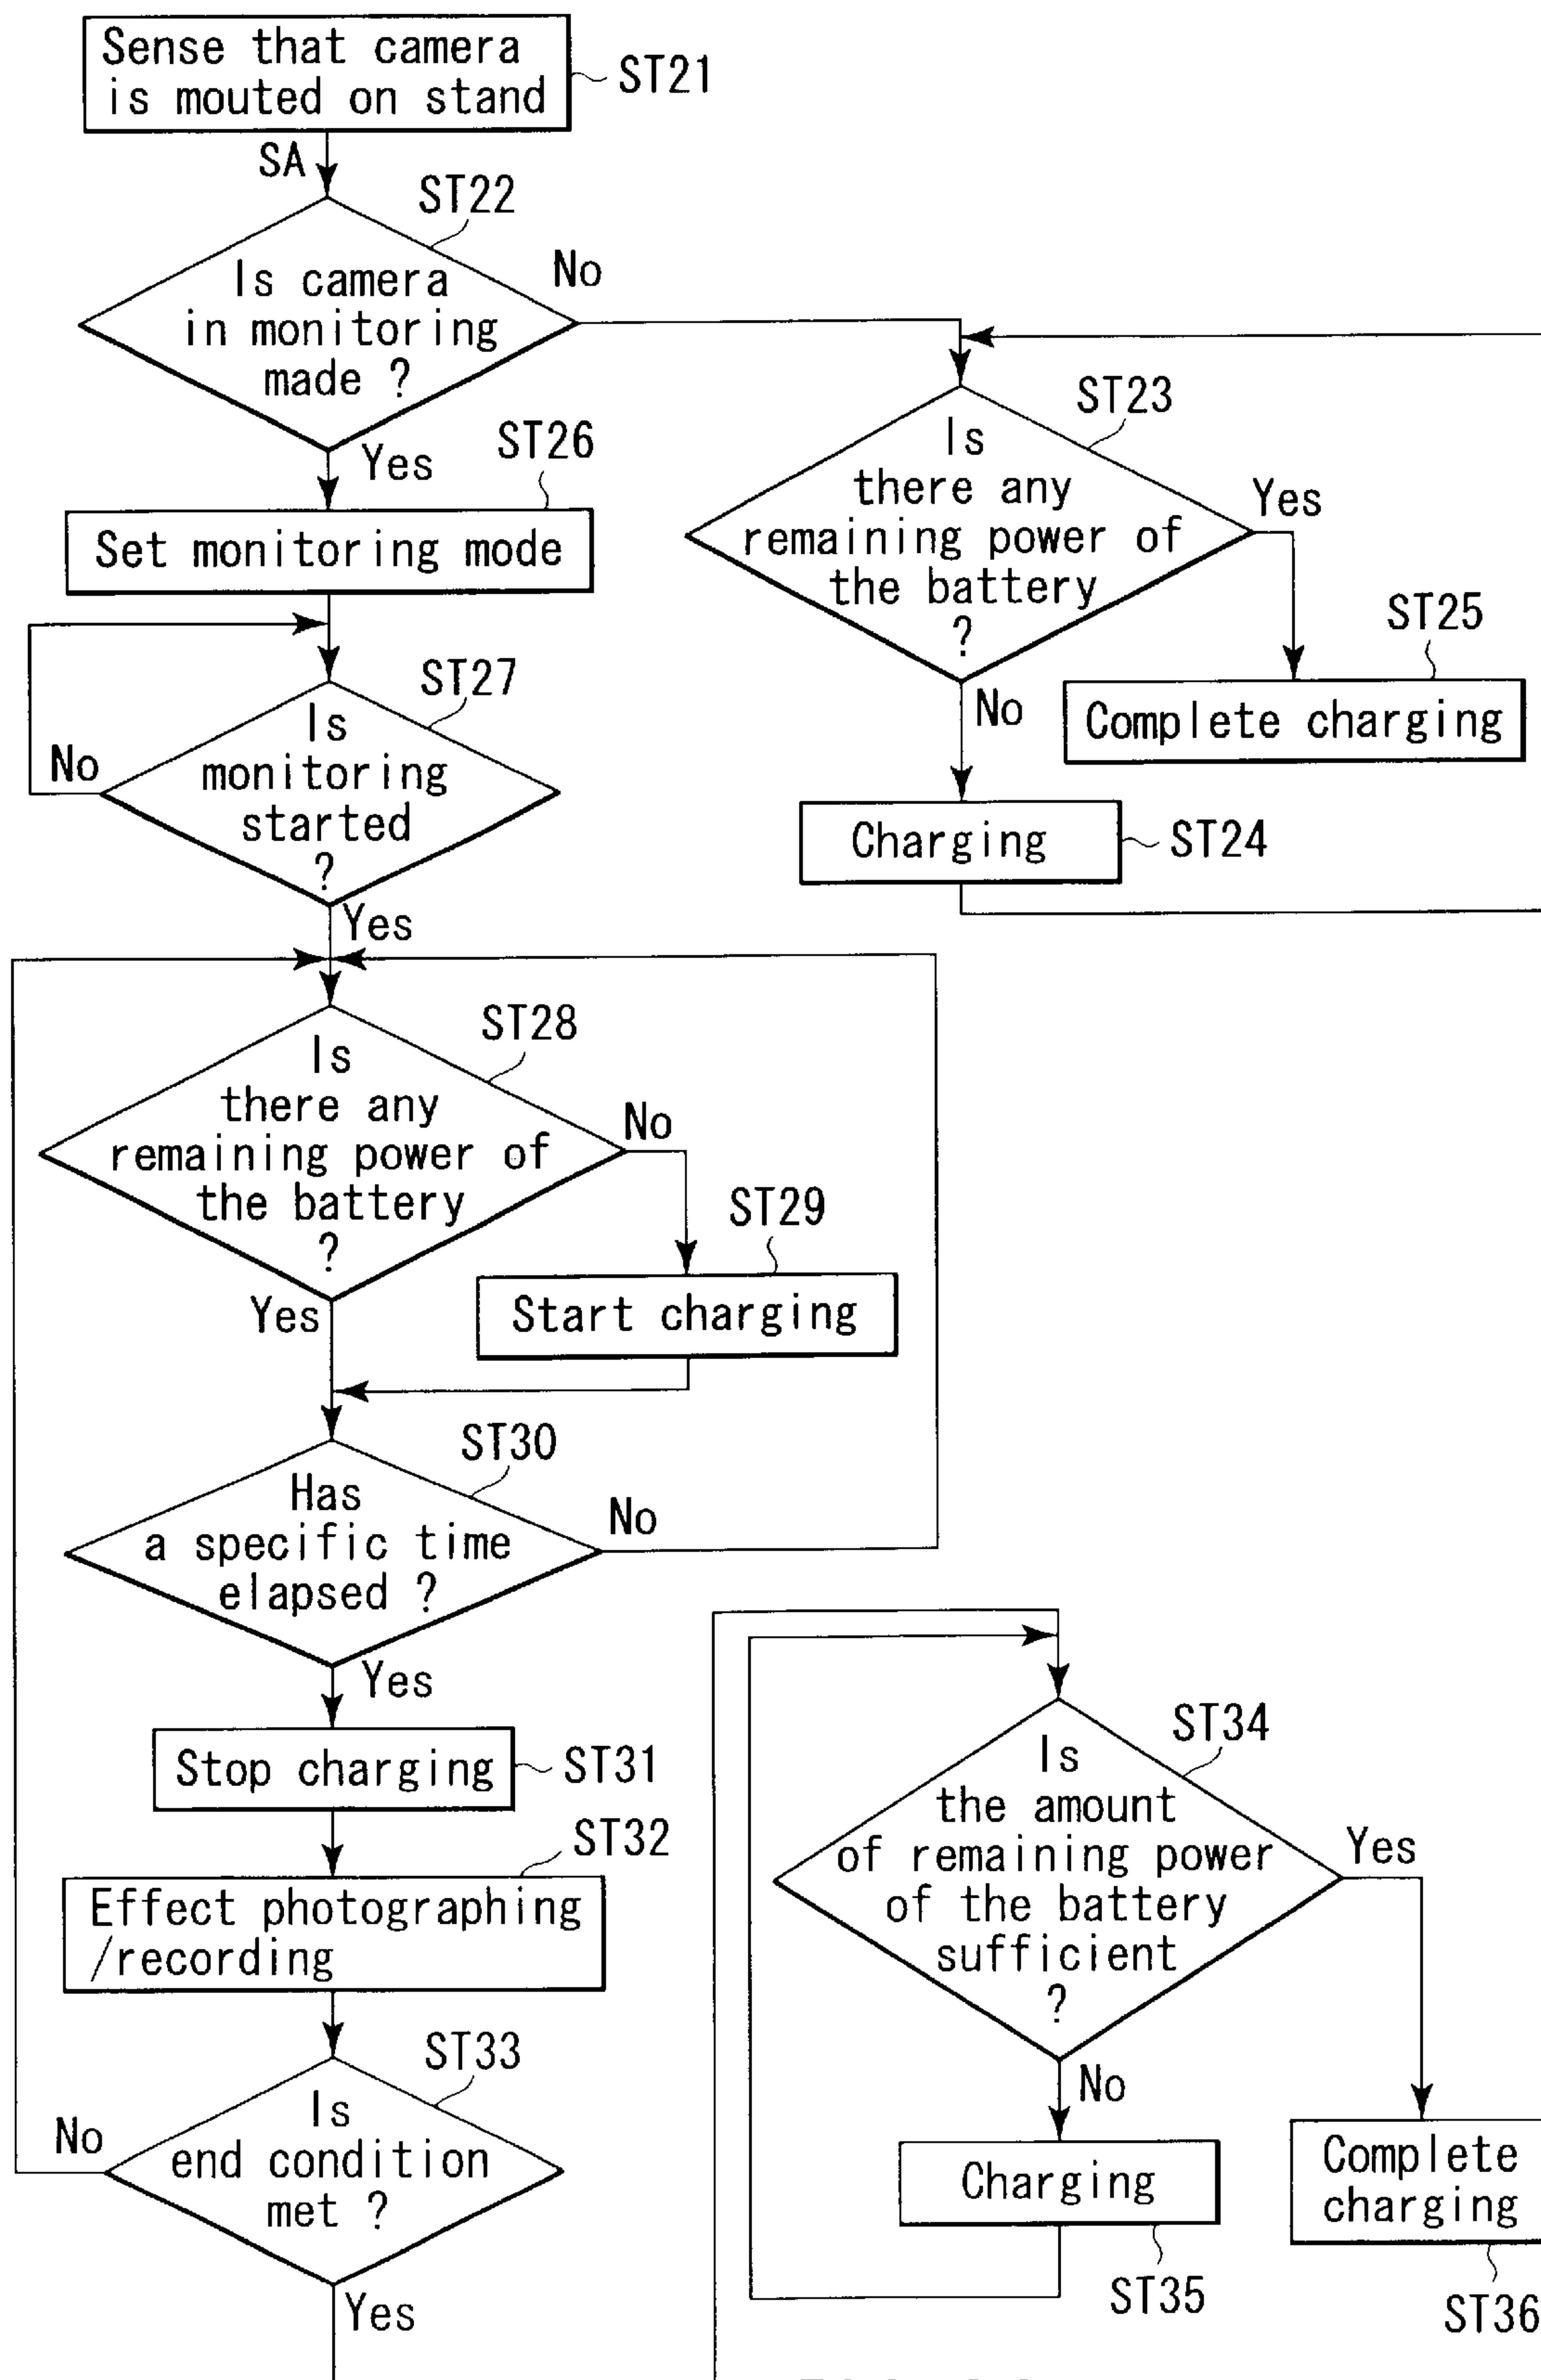 Sense that camera
is mouted on stand
ST21
SA
ST22
Is camera
in monitoring
made ?
No
Yes
ST23
Is
there any
remaining power of
the battery
?
Yes
No
ST25
Complete charging
Charging
ST24
ST26
Set monitoring mode
ST27
Is
monitoring
started
?
No
Yes
ST28
Is
there any
remaining power of
the battery
?
No
Yes
ST29
Start charging
ST30
Has
a specific time
elapsed ?
No
Yes
Stop charging
ST31
ST32
Effect photographing
/recording
ST33
Is
end condition
met ?
No
Yes
ST34
Is
the amount
of remaining power
of the battery
sufficient
?
Yes
No
Charging
ST35
Complete
charging
ST36